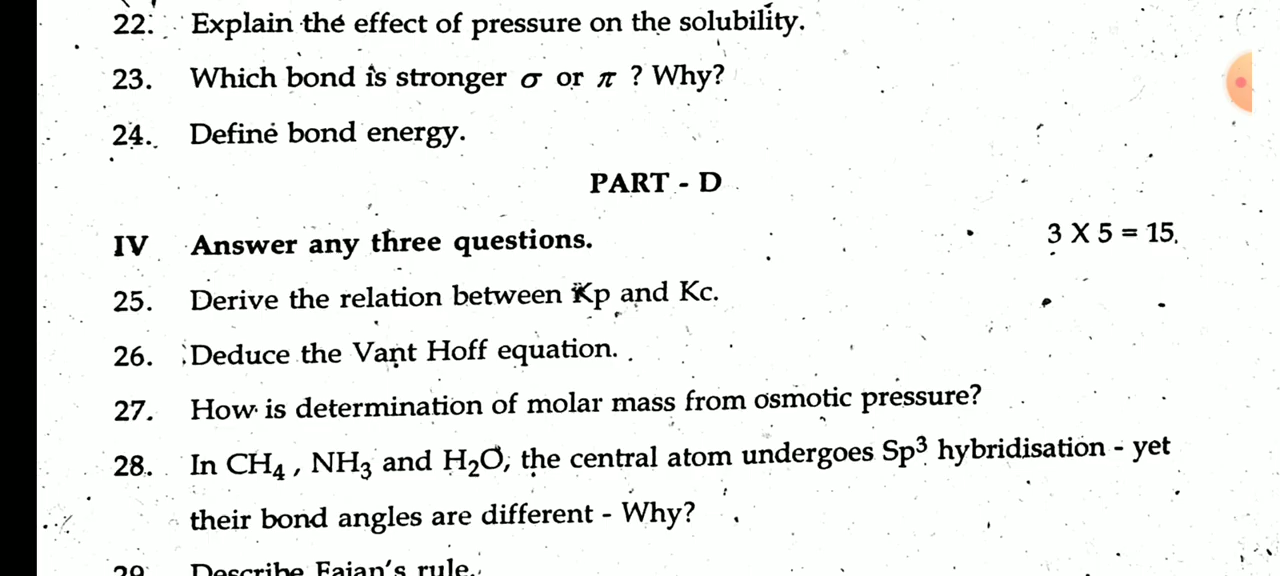 22. Explain the effect of pressure on the solubility.
23. Which bond is stronger σ or π ? Why?
24. Define bond energy.
PART - D
IV Answer any three questions. 3 X 5 = 15.
25. Derive the relation between Kp and Kc.
26. Deduce the Vant Hoff equation.
27. How is determination of molar mass from osmotic pressure?
28. In CH₄ , NH₃ and H₂O, the central atom undergoes Sp³ hybridisation - yet
their bond angles are different - Why?
29. Describe Fajan's rule.